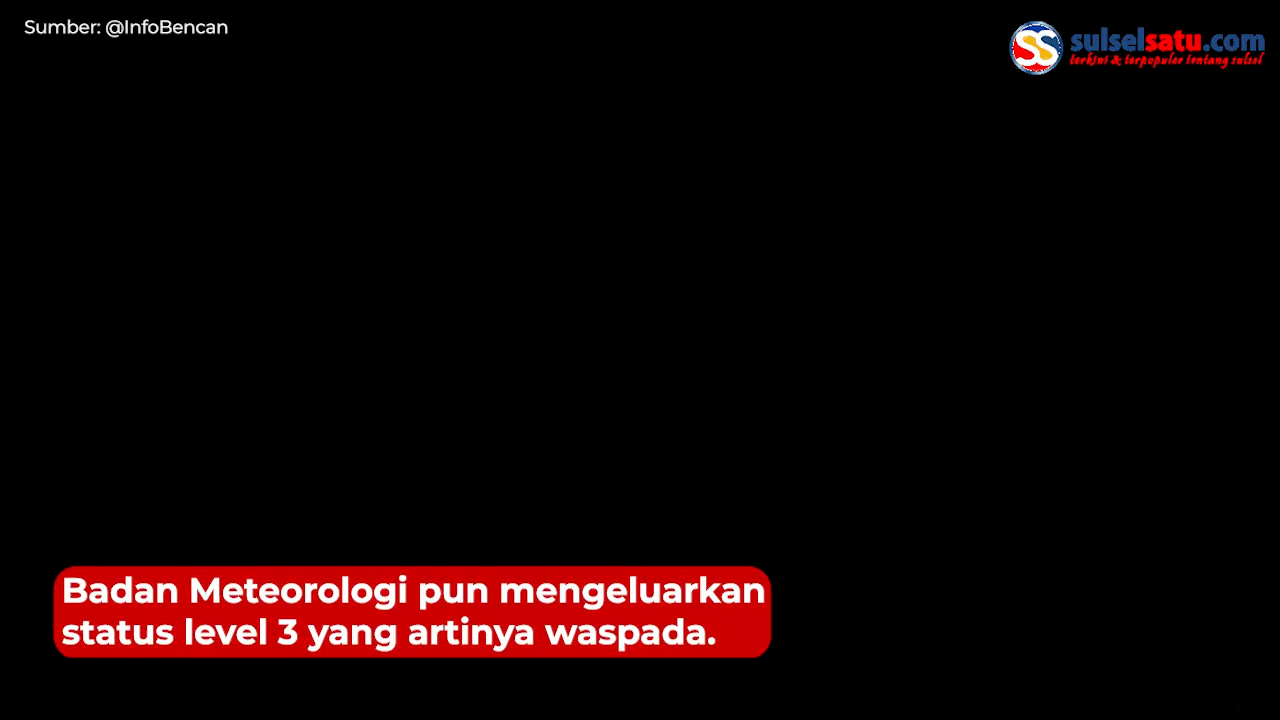 Sumber: @InfoBencan
sulselsatu.com
terkini & terpopuler tentang sulsel
Badan Meteorologi pun mengeluarkan
status level 3 yang artinya waspada.